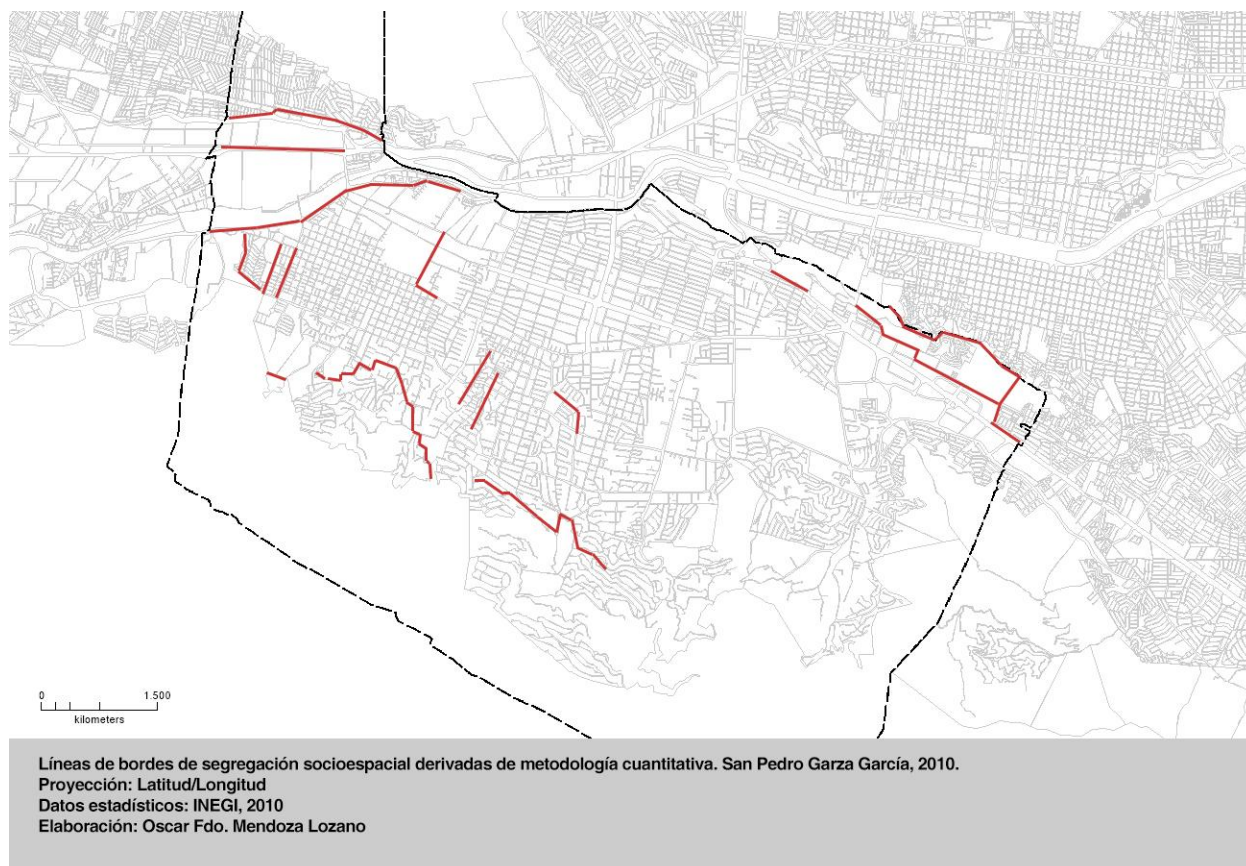 0 1.500
kilometers
Líneas de bordes de segregación socioespacial derivadas de metodología cuantitativa. San Pedro Garza García, 2010.
Proyección: Latitud/Longitud
Datos estadísticos: INEGI, 2010
Elaboración: Oscar Fdo. Mendoza Lozano